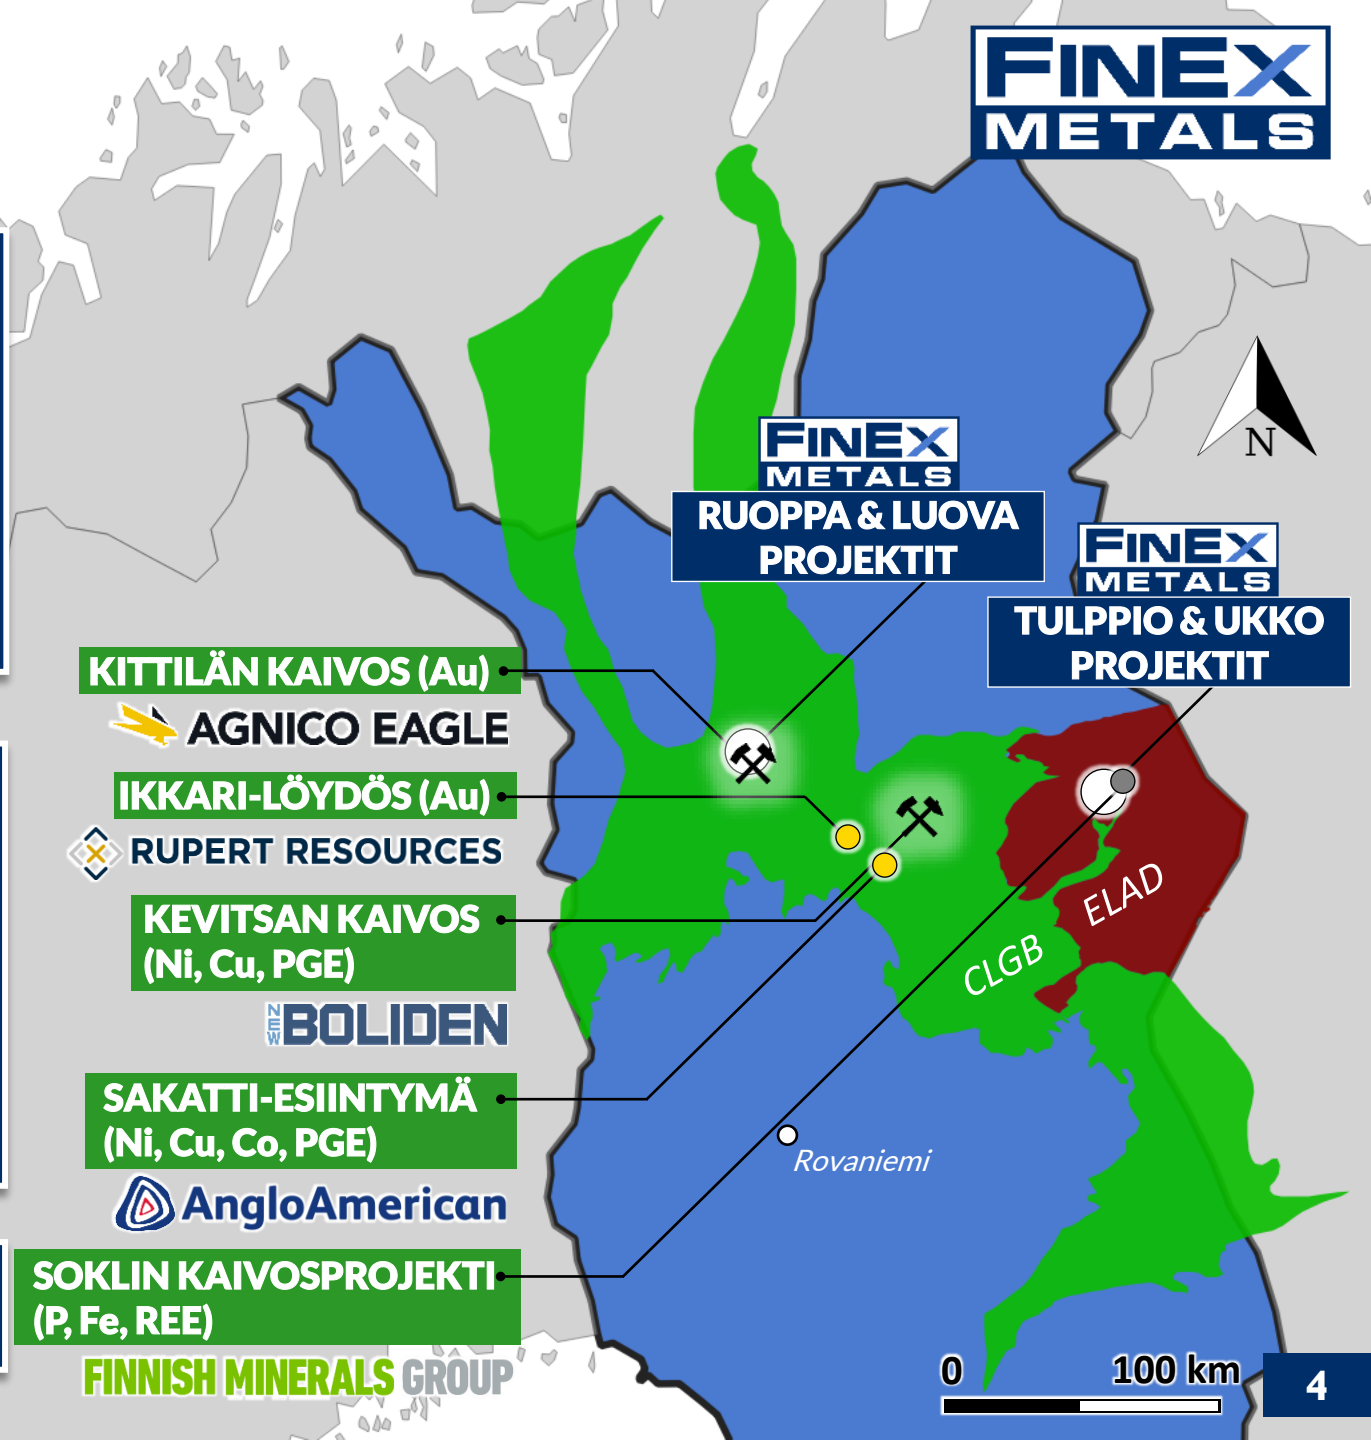 FINEX
METALS
N
FINEX
METALS
RUOPPA & LUOVA
PROJEKTIT
FINEX
METALS
TULPPIO & UKKO
PROJEKTIT
KITTILÄN KAIVOS (Au)
AGNICO EAGLE
IKKARI-LÖYDÖS (Au)
RUPERT RESOURCES
KEVITSAN KAIVOS
(Ni, Cu, PGE)
NEW BOLIDEN
SAKATTI-ESIINTYMÄ
(Ni, Cu, Co, PGE)
AngloAmerican
SOKLIN KAIVOSPROJEKTI
(P, Fe, REE)
FINNISH MINERALS GROUP
ELAD
CLGB
Rovaniemi
0 100 km
4